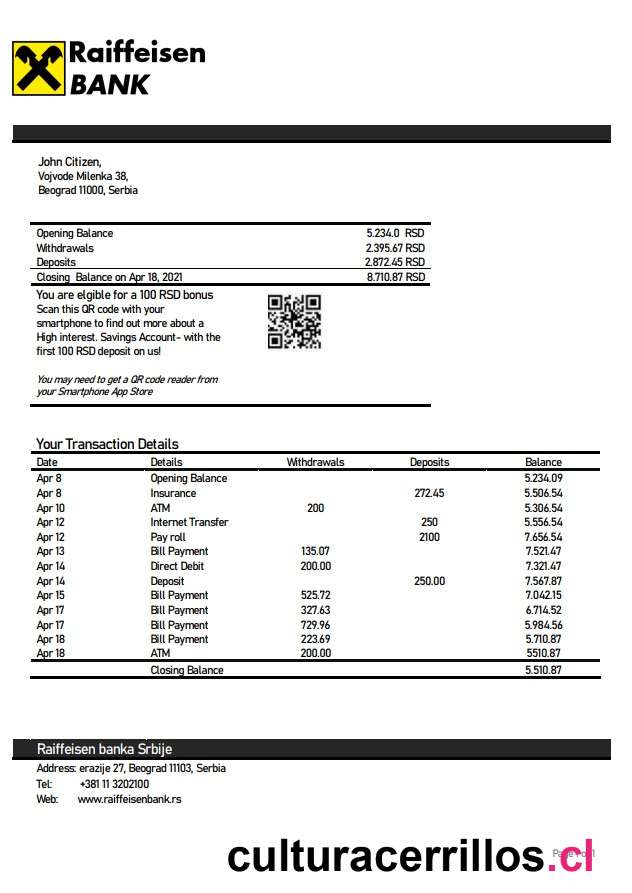 Raiffeisen
BANK
John Citizen,
Vojvode Milenka 38,
Beograd 11000, Serbia
Opening Balance 5.234.0 RSD
Withdrawals 2.395.67 RSD
Deposits 2.872.45 RSD
Closing Balance on Apr 18, 2021 8.710.87 RSD
You are elgible for a 100 RSD bonus
Scan this QR code with your
smartphone to find out more about a
High interest. Savings Account- with the
first 100 RSD deposit on us!
You may need to get a QR code reader from
your Smartphone App Store
Your Transaction Details
Date Details Withdrawals Deposits Balance
Apr 8 Opening Balance 5.234.09
Apr 8 Insurance 272.45 5.506.54
Apr 10 ATM 200 5.306.54
Apr 12 Internet Transfer 250 5.556.54
Apr 12 Pay roll 2100 7.656.54
Apr 13 Bill Payment 135.07 7.521.47
Apr 14 Direct Debit 200.00 7.321.47
Apr 14 Deposit 250.00 7.567.87
Apr 15 Bill Payment 525.72 7.042.15
Apr 17 Bill Payment 327.63 6.714.52
Apr 17 Bill Payment 729.96 5.984.56
Apr 18 Bill Payment 223.69 5.710.87
Apr 18 ATM 200.00 5510.87
Closing Balance 5.510.87
Raiffeisen banka Srbije
Address: erazije 27, Beograd 11103, Serbia
Tel: +381 11 3202100
Web: www.raiffeisenbank.rs
Page 1 of 1
culturacerrillos.cl